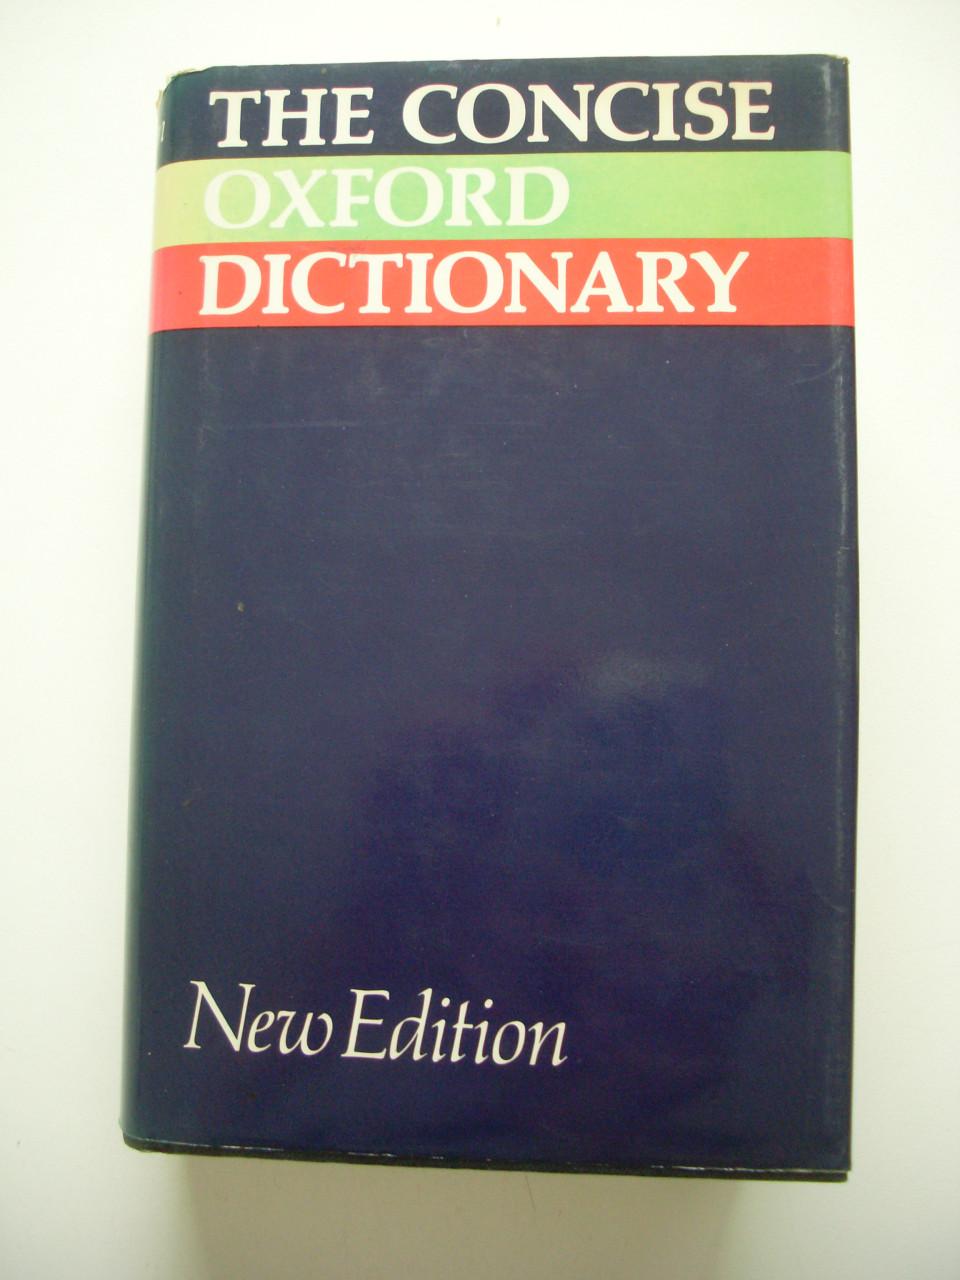 THE CONCISE
OXFORD
DICTIONARY
New Edition